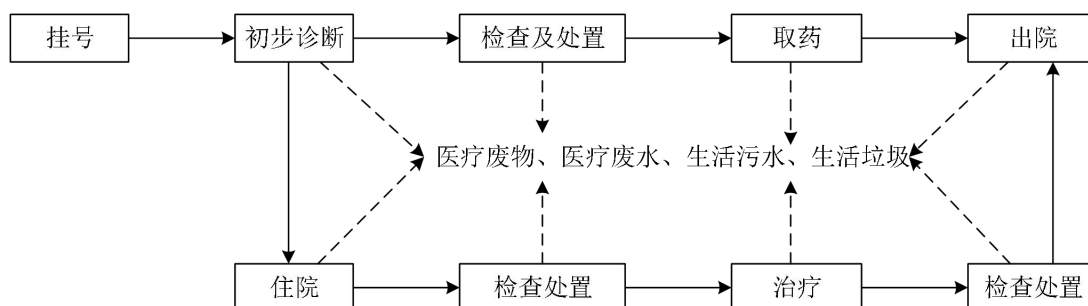 挂号
初步诊断
检查及处置
取药
出院
医疗废物、医疗废水、生活污水、生活垃圾
住院
检查处置
治疗
检查处置